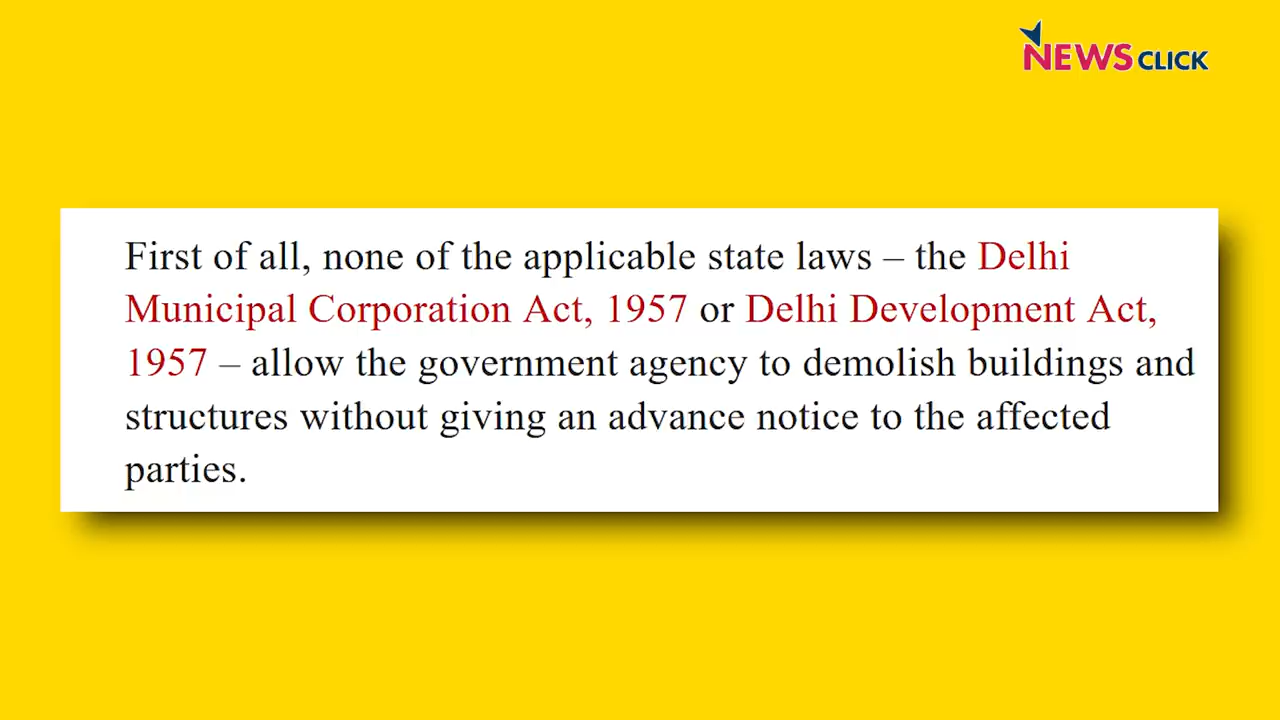 NEWS CLICK
First of all, none of the applicable state laws – the Delhi
Municipal Corporation Act, 1957 or Delhi Development Act,
1957 – allow the government agency to demolish buildings and
structures without giving an advance notice to the affected
parties.